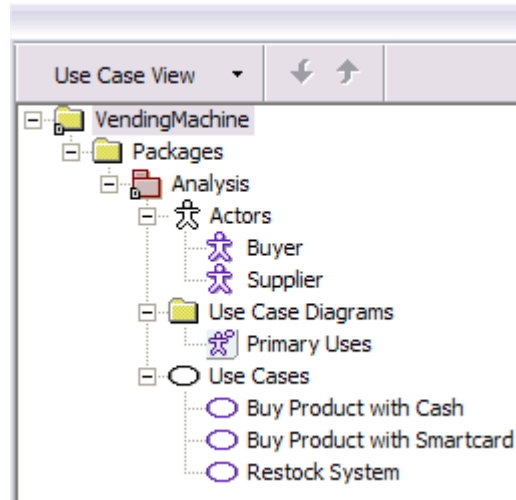 Use Case View
VendingMachine
Packages
Analysis
Actors
Buyer
Supplier
Use Case Diagrams
Primary Uses
Use Cases
Buy Product with Cash
Buy Product with Smartcard
Restock System